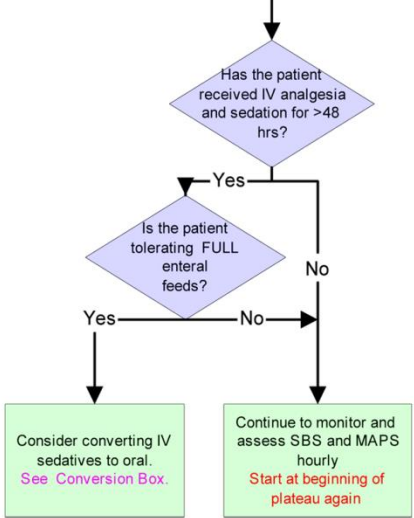 Has the patient
received IV analgesia
and sedation for >48
hrs?
Yes
Is the patient
tolerating FULL
enteral
feeds?
No
Yes
No
Consider converting IV
sedatives to oral.
See Conversion Box.
Continue to monitor and
assess SBS and MAPS
hourly
Start at beginning of
plateau again